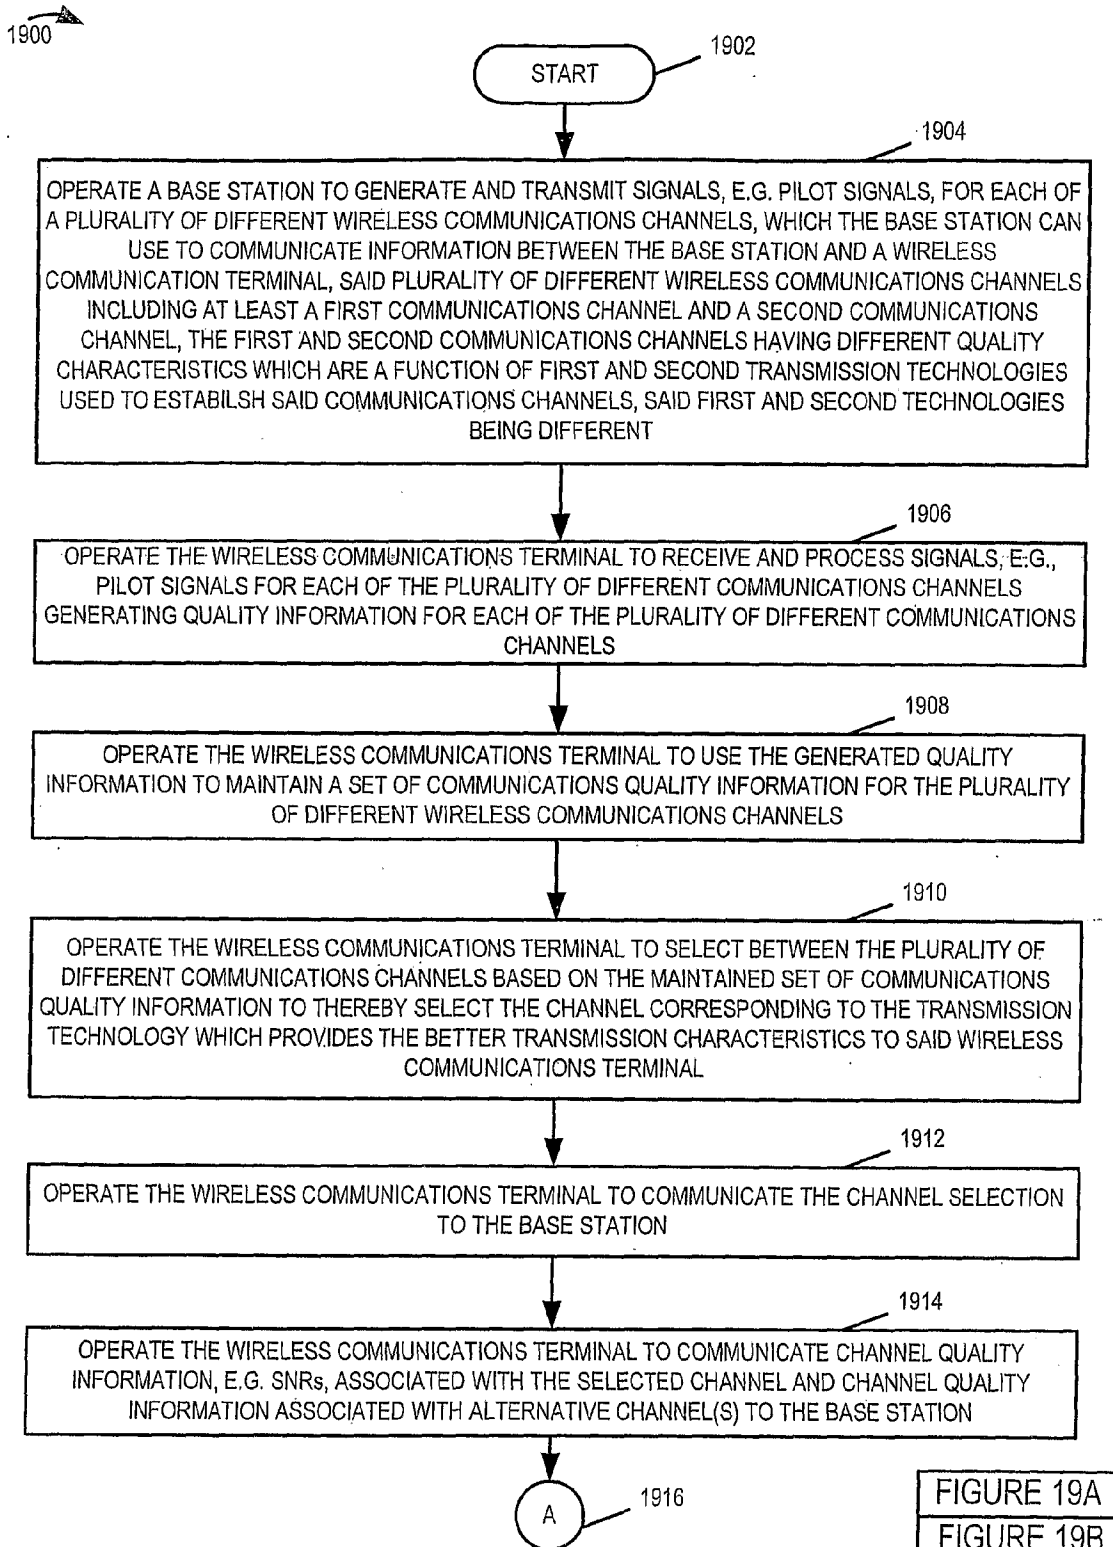 1900
1902
START
1904
OPERATE A BASE STATION TO GENERATE AND TRANSMIT SIGNALS, E.G. PILOT SIGNALS, FOR EACH OF
A PLURALITY OF DIFFERENT WIRELESS COMMUNICATIONS CHANNELS, WHICH THE BASE STATION CAN
USE TO COMMUNICATE INFORMATION BETWEEN THE BASE STATION AND A WIRELESS
COMMUNICATION TERMINAL, SAID PLURALITY OF DIFFERENT WIRELESS COMMUNICATIONS CHANNELS
INCLUDING AT LEAST A FIRST COMMUNICATIONS CHANNEL AND A SECOND COMMUNICATIONS
CHANNEL, THE FIRST AND SECOND COMMUNICATIONS CHANNELS HAVING DIFFERENT QUALITY
CHARACTERISTICS WHICH ARE A FUNCTION OF FIRST AND SECOND TRANSMISSION TECHNOLOGIES
USED TO ESTABILSH SAID COMMUNICATIONS CHANNELS, SAID FIRST AND SECOND TECHNOLOGIES
BEING DIFFERENT
1906
OPERATE THE WIRELESS COMMUNICATIONS TERMINAL TO RECEIVE AND PROCESS SIGNALS, E.G.,
PILOT SIGNALS FOR EACH OF THE PLURALITY OF DIFFERENT COMMUNICATIONS CHANNELS
GENERATING QUALITY INFORMATION FOR EACH OF THE PLURALITY OF DIFFERENT COMMUNICATIONS
CHANNELS
1908
OPERATE THE WIRELESS COMMUNICATIONS TERMINAL TO USE THE GENERATED QUALITY
INFORMATION TO MAINTAIN A SET OF COMMUNICATIONS QUALITY INFORMATION FOR THE PLURALITY
OF DIFFERENT WIRELESS COMMUNICATIONS CHANNELS
1910
OPERATE THE WIRELESS COMMUNICATIONS TERMINAL TO SELECT BETWEEN THE PLURALITY OF
DIFFERENT COMMUNICATIONS CHANNELS BASED ON THE MAINTAINED SET OF COMMUNICATIONS
QUALITY INFORMATION TO THEREBY SELECT THE CHANNEL CORRESPONDING TO THE TRANSMISSION
TECHNOLOGY WHICH PROVIDES THE BETTER TRANSMISSION CHARACTERISTICS TO SAID WIRELESS
COMMUNICATIONS TERMINAL
1912
OPERATE THE WIRELESS COMMUNICATIONS TERMINAL TO COMMUNICATE THE CHANNEL SELECTION
TO THE BASE STATION
1914
OPERATE THE WIRELESS COMMUNICATIONS TERMINAL TO COMMUNICATE CHANNEL QUALITY
INFORMATION, E.G. SNRs, ASSOCIATED WITH THE SELECTED CHANNEL AND CHANNEL QUALITY
INFORMATION ASSOCIATED WITH ALTERNATIVE CHANNEL(S) TO THE BASE STATION
A
1916
FIGURE 19A
FIGURE 19B